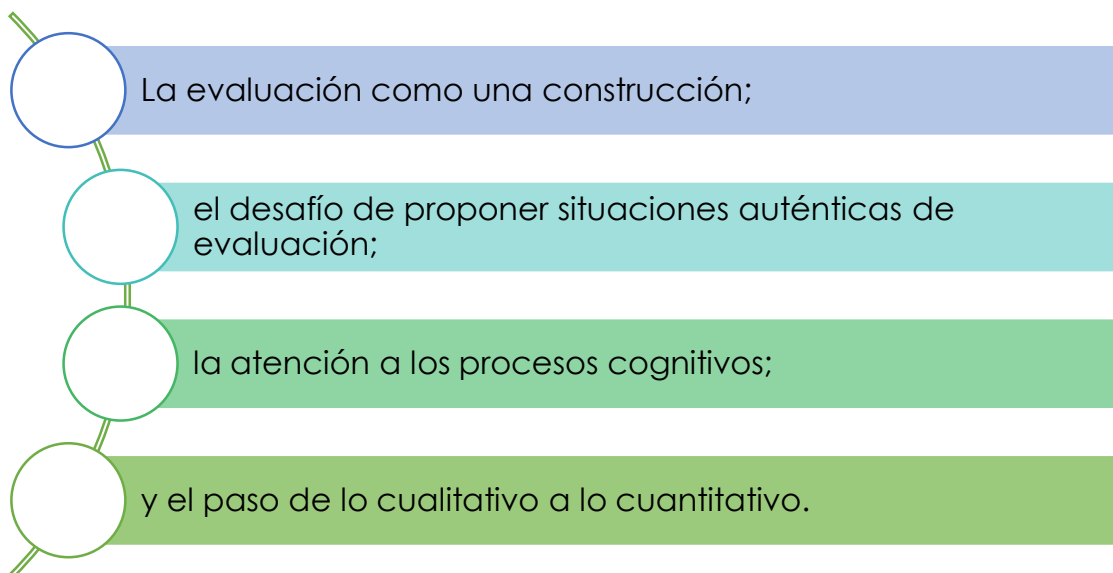 La evaluación como una construcción;
el desafío de proponer situaciones auténticas de
evaluación;
la atención a los procesos cognitivos;
y el paso de lo cualitativo a lo cuantitativo.